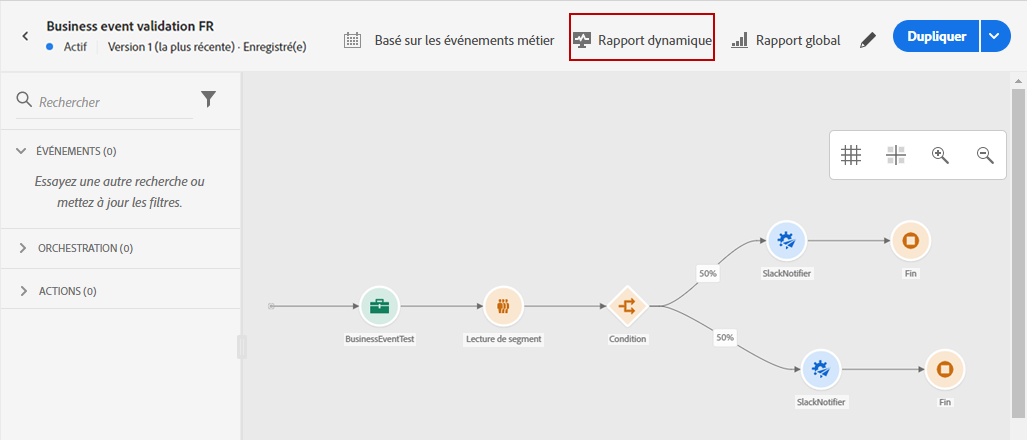 Business event validation FR
Actif Version 1 (la plus récente) · Enregistré(e)
Basé sur les événements métier
Rapport dynamique
Rapport global
Dupliquer
Rechercher
ÉVÉNEMENTS (0)
Essayez une autre recherche ou
mettez à jour les filtres.
ORCHESTRATION (0)
ACTIONS (0)
50%
SlackNotifier
Fin
BusinessEventTest
Lecture de segment
Condition
50%
SlackNotifier
Fin